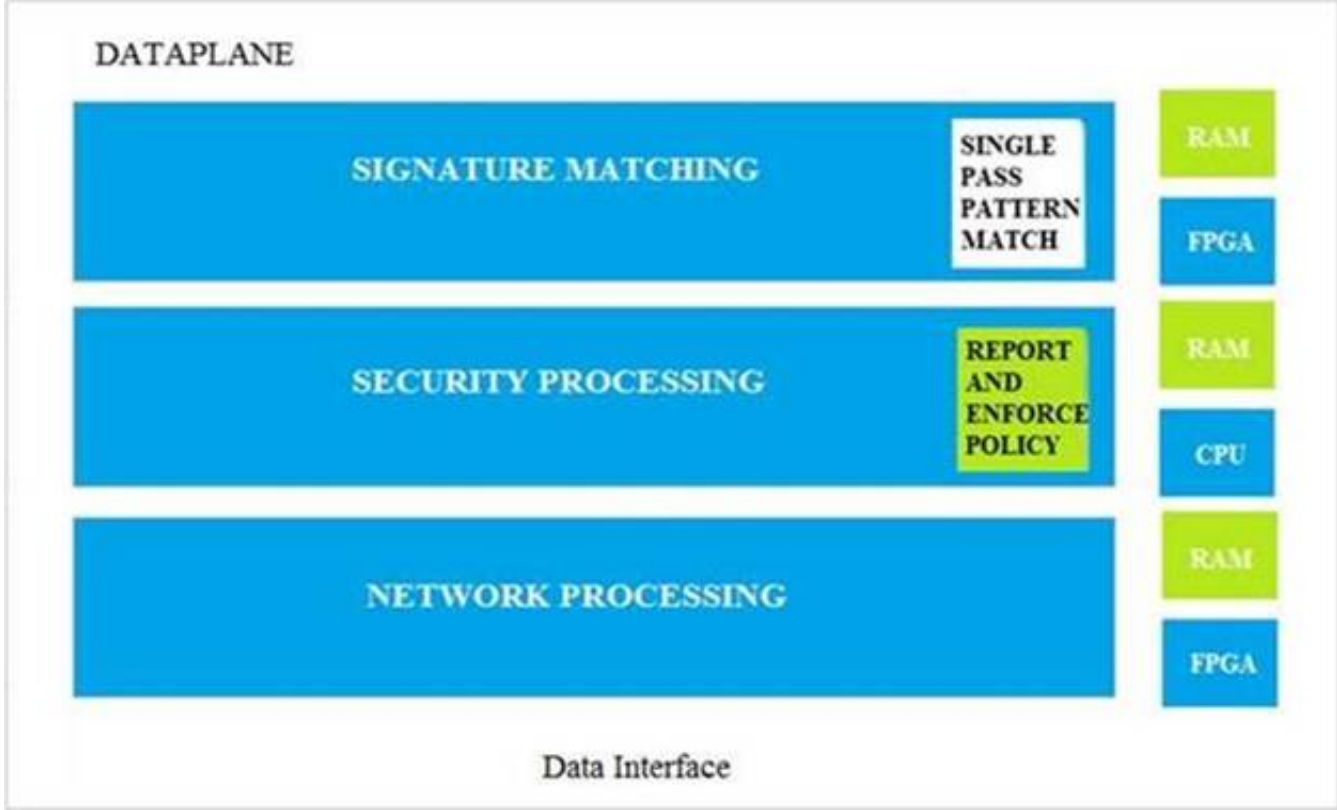 DATAPLANE
SIGNATURE MATCHING
SINGLE
PASS
PATTERN
MATCH
RAM
FPGA
SECURITY PROCESSING
REPORT
AND
ENFORCE
POLICY
RAM
CPU
NETWORK PROCESSING
RAM
FPGA
Data Interface